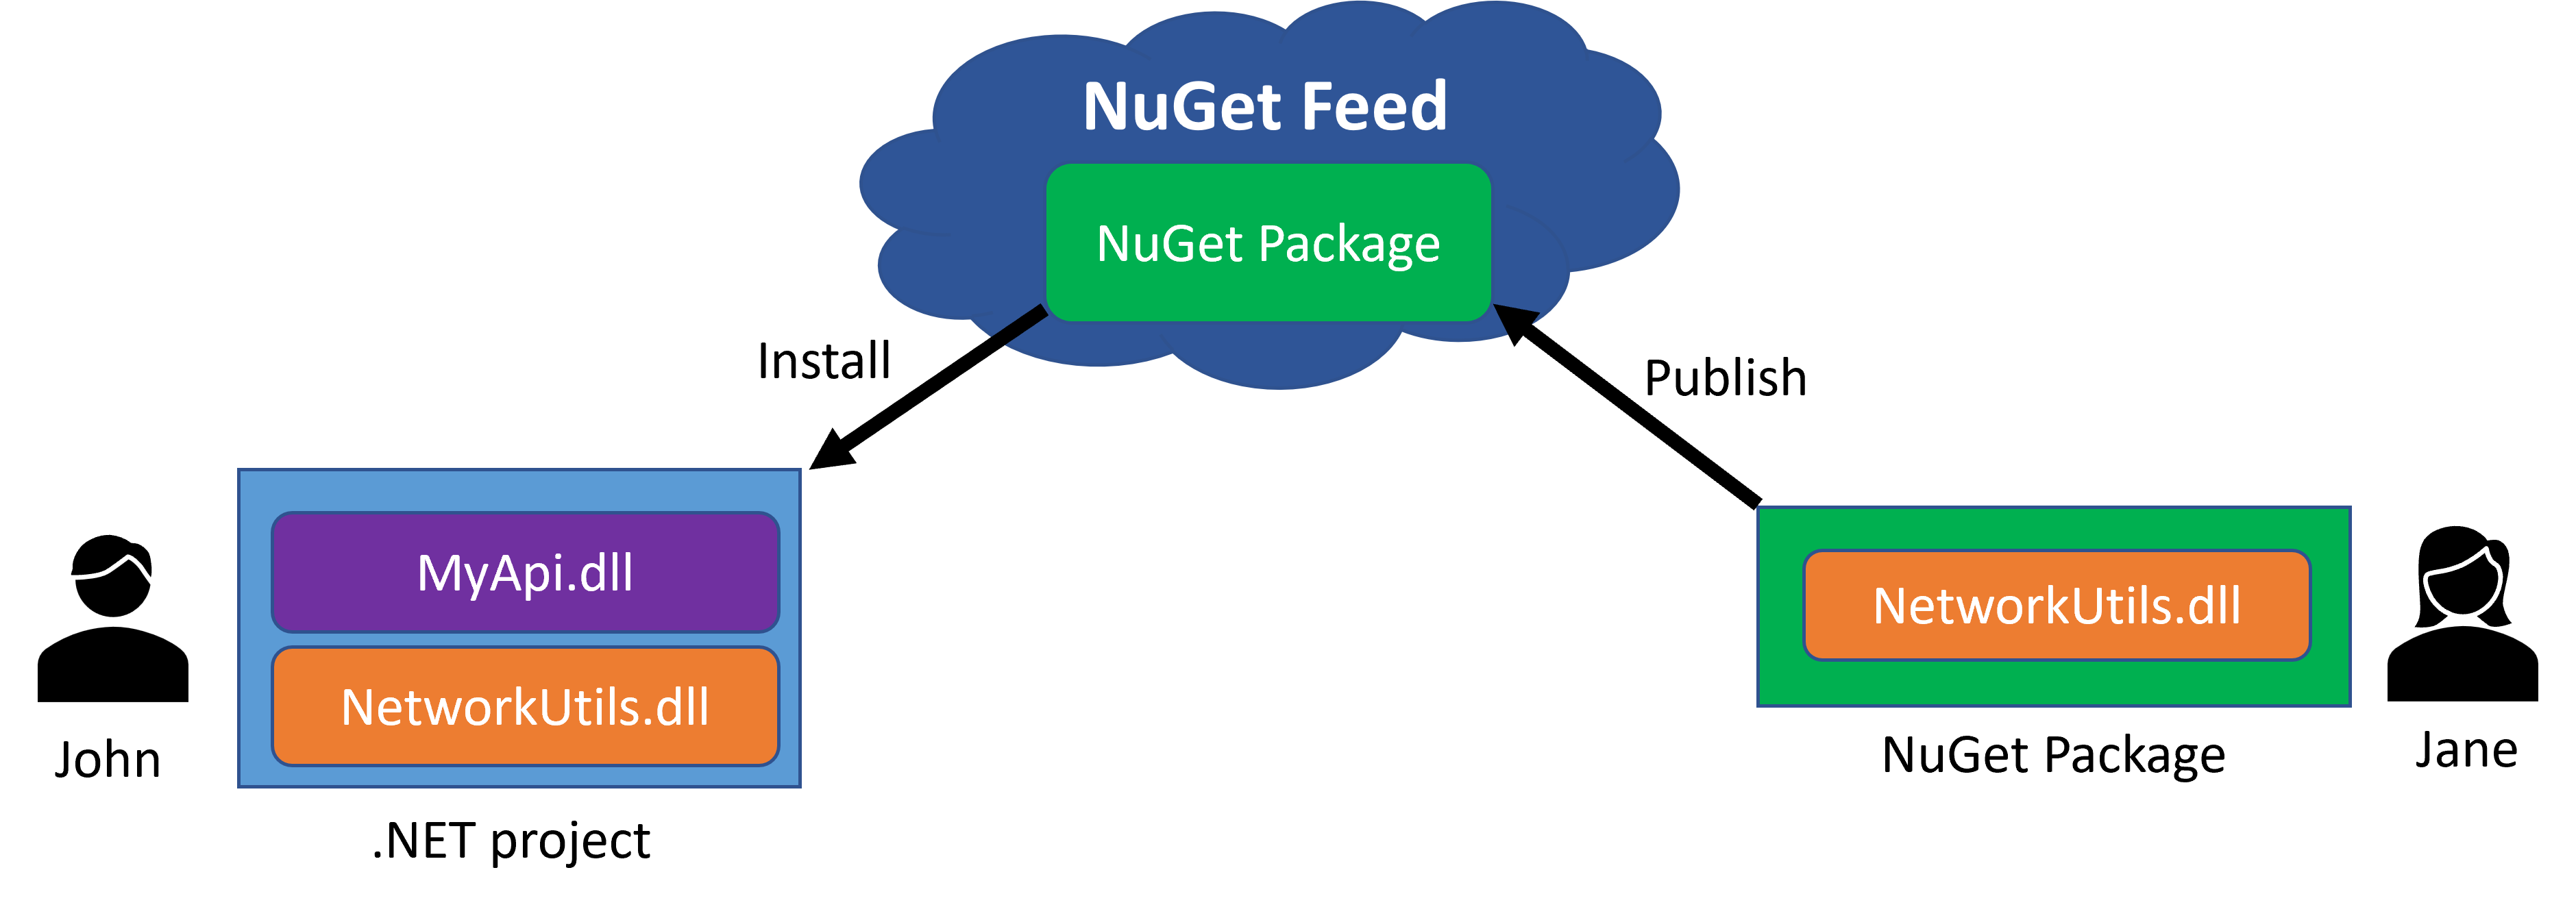 NuGet Feed
NuGet Package
Install
Publish
MyApi.dll
NetworkUtils.dll
John
.NET project
NetworkUtils.dll
NuGet Package
Jane